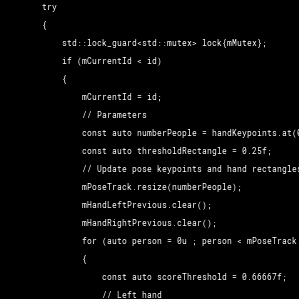 try
{
std::lock_guard<std::mutex> lock{mMutex};
if (mCurrentId < id)
{
mCurrentId = id;
// Parameters
const auto numberPeople = handKeypoints.at(0
const auto thresholdRectangle = 0.25f;
// Update pose keypoints and hand rectangles
mPoseTrack.resize(numberPeople);
mHandLeftPrevious.clear();
mHandRightPrevious.clear();
for (auto person = 0u ; person < mPoseTrack
{
const auto scoreThreshold = 0.66667f;
// Left hand